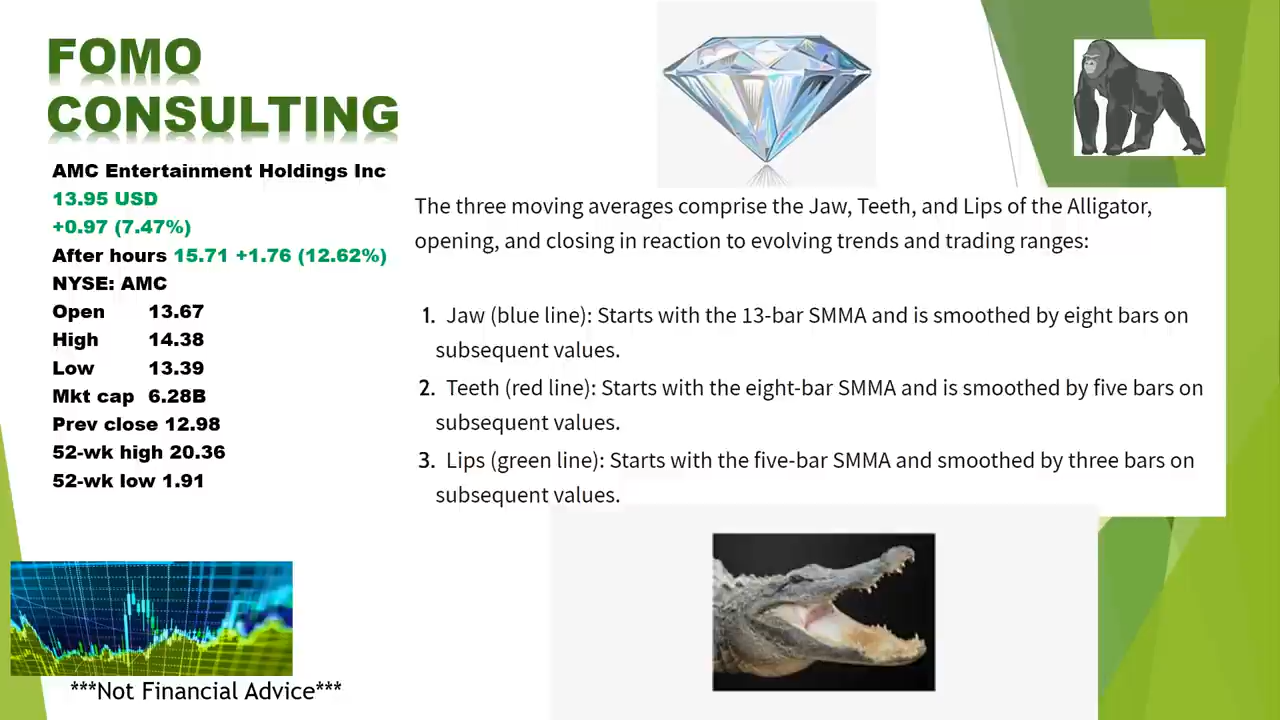 FOMO
CONSULTING
AMC Entertainment Holdings Inc
13.95 USD
+0.97 (7.47%)
After hours 15.71 +1.76 (12.62%)
NYSE: AMC
Open 13.67
High 14.38
Low 13.39
Mkt cap 6.28B
Prev close 12.98
52-wk high 20.36
52-wk low 1.91
The three moving averages comprise the Jaw, Teeth, and Lips of the Alligator,
opening, and closing in reaction to evolving trends and trading ranges:
1. Jaw (blue line): Starts with the 13-bar SMMA and is smoothed by eight bars on
subsequent values.
2. Teeth (red line): Starts with the eight-bar SMMA and is smoothed by five bars on
subsequent values.
3. Lips (green line): Starts with the five-bar SMMA and smoothed by three bars on
subsequent values.
***Not Financial Advice***